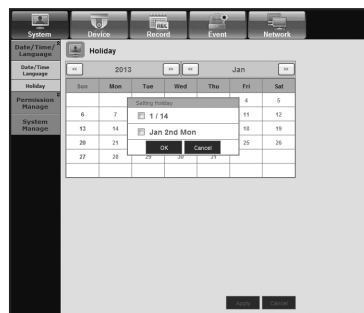 System Device Record Event Network
Date/Time/
Language
Date/Time
Language
Holiday
Permission
Manage
System
Manage
Holiday
<< 2013 >> << Jan >>
Sun Mon Tue Wed Thu Fri Sat
4 5
6 7 11 12
13 14 18 19
20 21 25 26
27 28 29 30 31
Setting Holiday
1 / 14
Jan 2nd Mon
OK Cancel
Apply Cancel